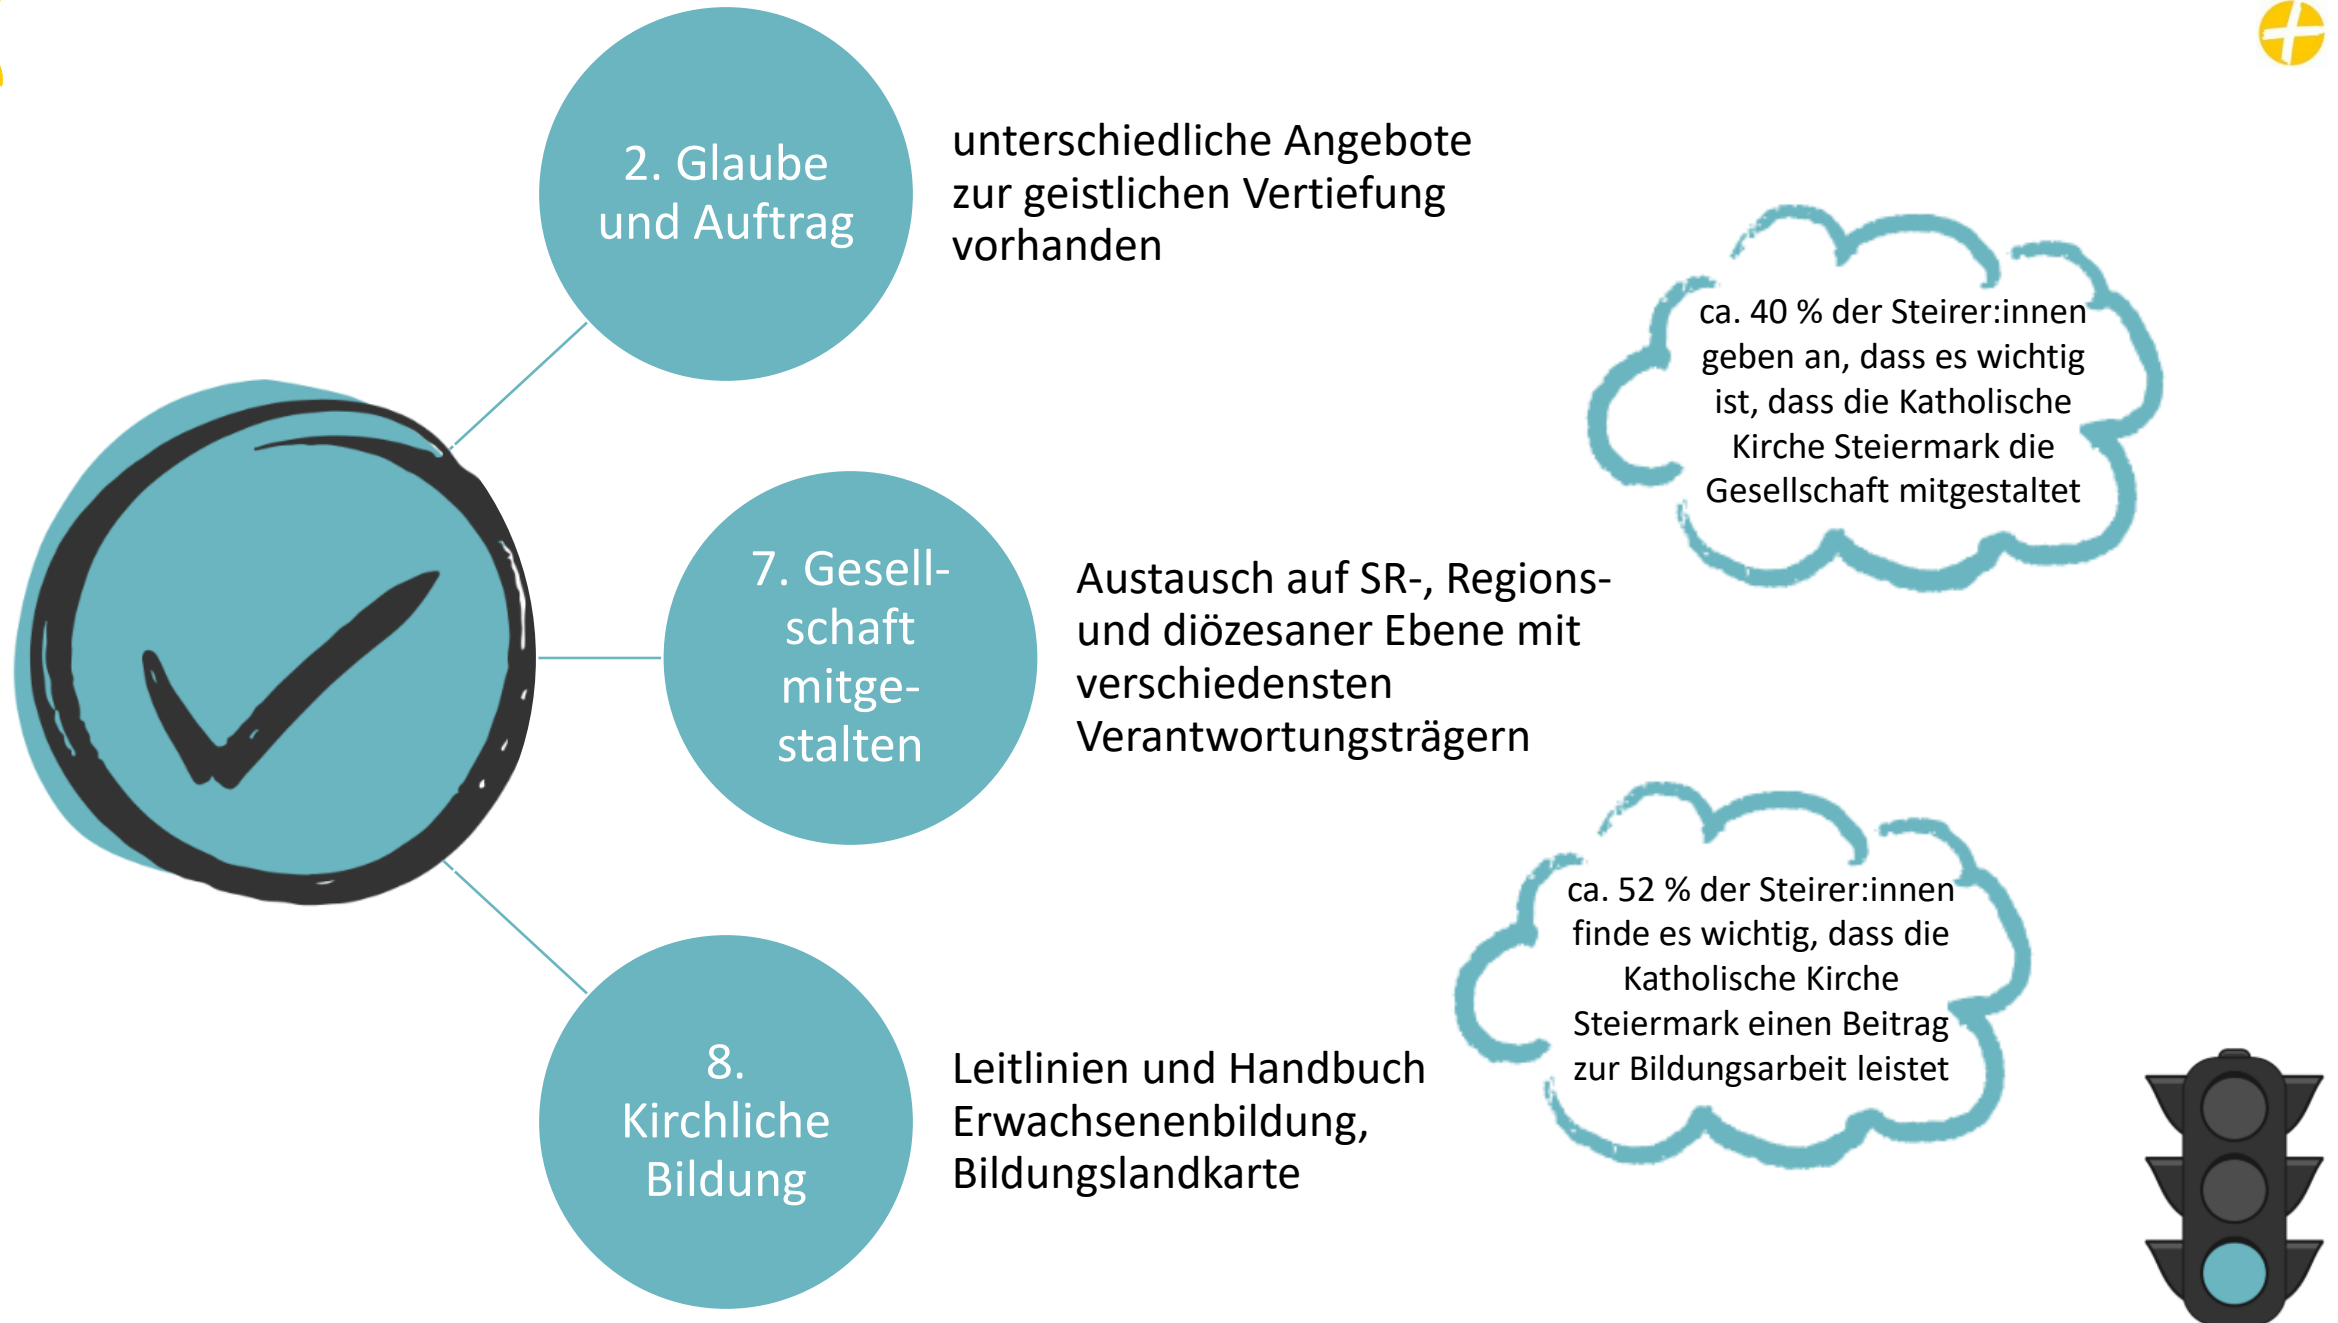 2. Glaube
und Auftrag
unterschiedliche Angebote
zur geistlichen Vertiefung
vorhanden
ca. 40 % der Steirer:innen
geben an, dass es wichtig
ist, dass die Katholische
Kirche Steiermark die
Gesellschaft mitgestaltet
7. Gesell-
schaft
mitge-
stalten
Austausch auf SR-, Regions-
und diözesaner Ebene mit
verschiedensten
Verantwortungsträgern
ca. 52 % der Steirer:innen
finde es wichtig, dass die
Katholische Kirche
Steiermark einen Beitrag
zur Bildungsarbeit leistet
8.
Kirchliche
Bildung
Leitlinien und Handbuch
Erwachsenenbildung,
Bildungslandkarte